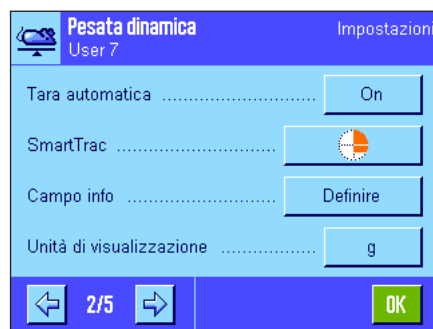 Pesata dinamica Impostazioni
User 7
Tara automatica ............................. On
SmartTrac ..............................
Campo info ............................ Definire
Unità di visualizzazione .................. g
2/5 OK